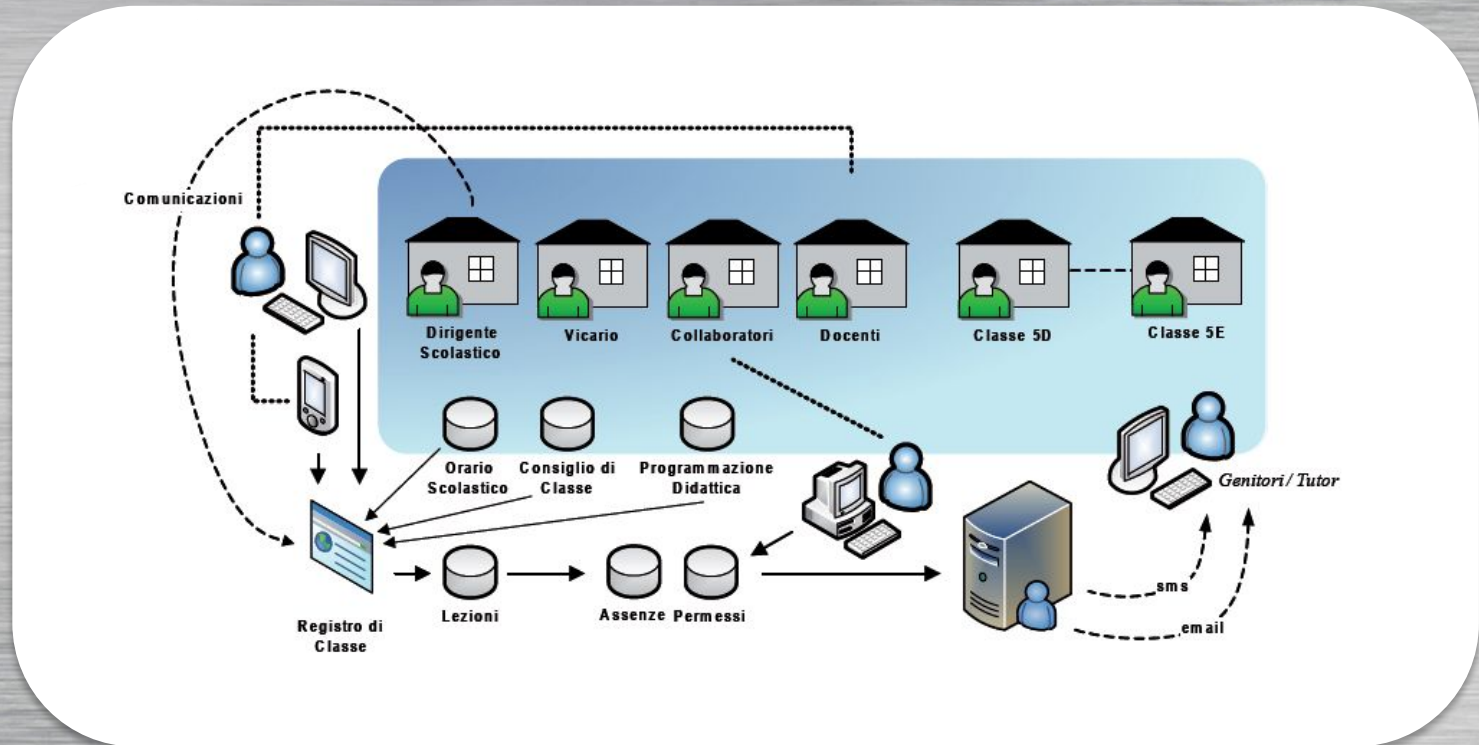 Comunicazioni
Dirigente
Scolastico
Vicario
Collaboratori
Docenti
Classe 5D
Classe 5E
Orario
Scolastico
Consiglio di
Classe
Programmazione
Didattica
Genitori / Tutor
Registro di
Classe
Lezioni
Assenze
Permessi
sms
email